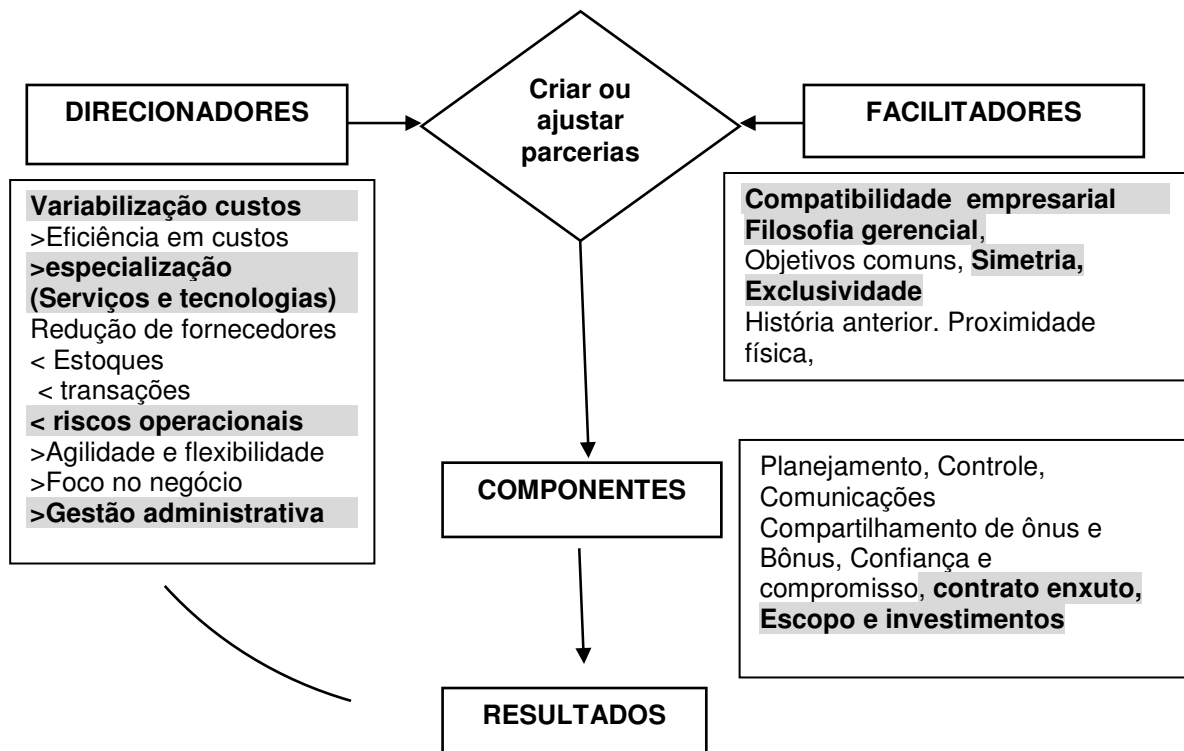 DIRECIONADORES
Criar ou
ajustar
parcerias
FACILITADORES
Variabilização custos
>Eficiência em custos
>especialização
(Serviços e tecnologias)
Redução de fornecedores
< Estoques
< transações
< riscos operacionais
>Agilidade e flexibilidade
>Foco no negócio
>Gestão administrativa
Compatibilidade empresarial
Filosofia gerencial,
Objetivos comuns, Simetria,
Exclusividade
História anterior. Proximidade
física,
COMPONENTES
Planejamento, Controle,
Comunicações
Compartilhamento de ônus e
Bônus, Confiança e
compromisso, contrato enxuto,
Escopo e investimentos
RESULTADOS